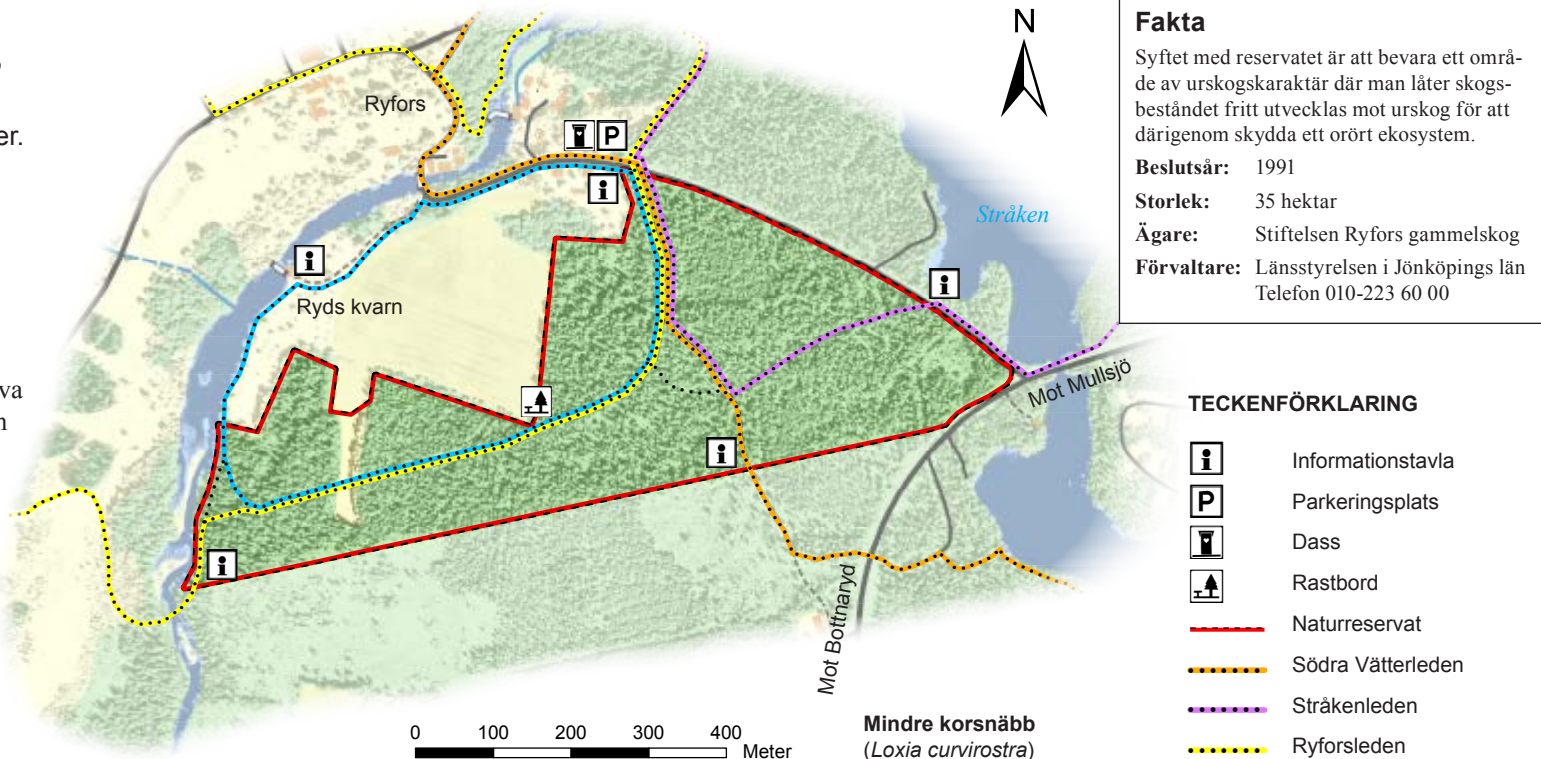 er.
va
n
N
Ryfors
P
i
Stråken
i
i
Ryds kvarn
Mot Mullsjö
i
i
Mot Bottnaryd
0 100 200 300 400
Meter
Mindre korsnäbb
(Loxia curvirostra)
Fakta
Syftet med reservatet är att bevara ett områ-
de av urskogskaraktär där man låter skogs-
beståndet fritt utvecklas mot urskog för att
därigenom skydda ett orört ekosystem.
Beslutsår: 1991
Storlek: 35 hektar
Ägare: Stiftelsen Ryfors gammelskog
Förvaltare: Länsstyrelsen i Jönköpings län
Telefon 010-223 60 00
TECKENFÖRKLARING
i Informationstavla
P Parkeringsplats
Dass
Rastbord
Naturreservat
Södra Vätterleden
Stråkenleden
Ryforsleden